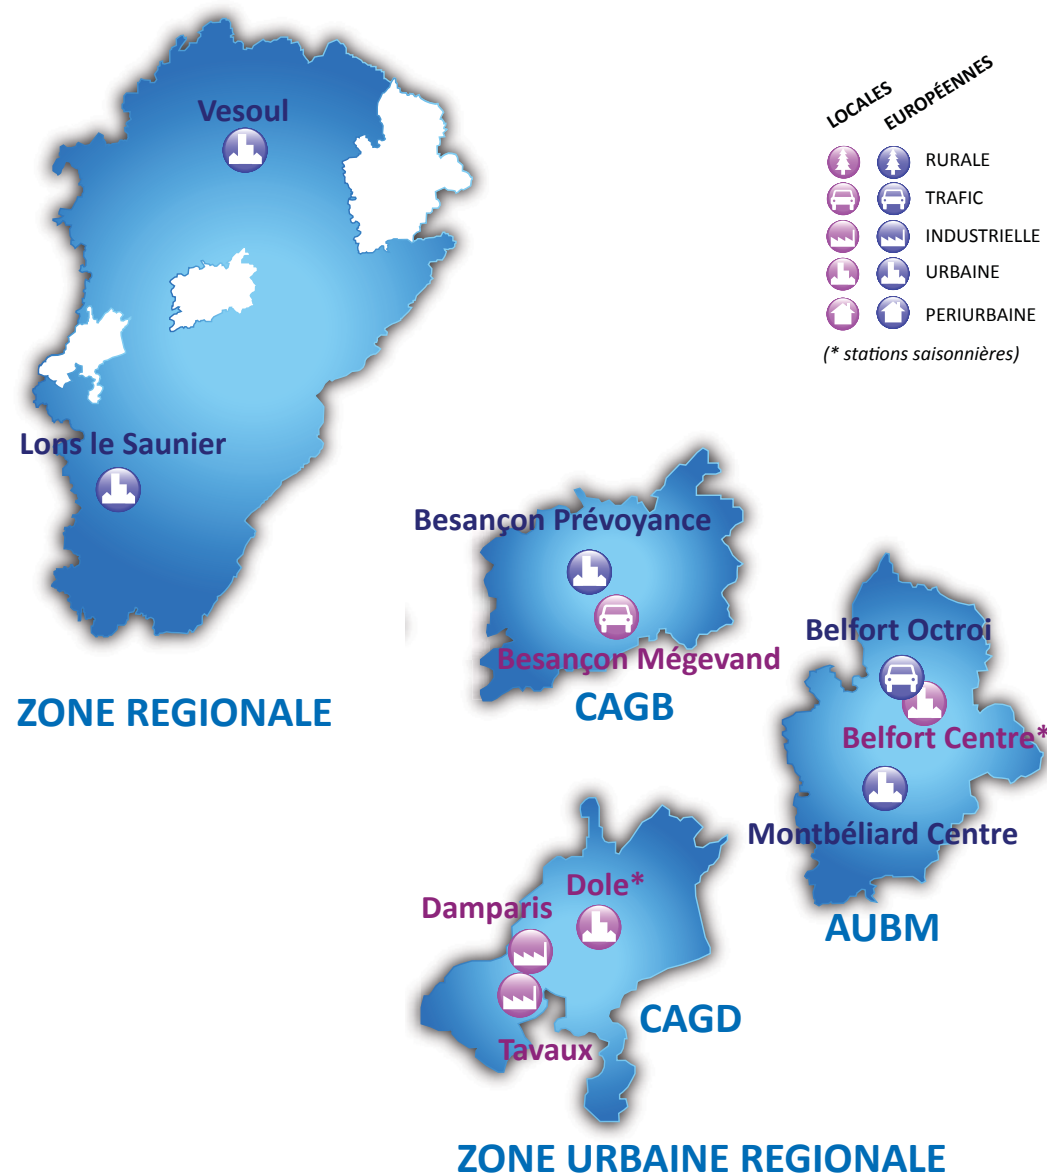 Vesoul
Lons le Saunier
ZONE REGIONALE
LOCALES
EUROPÉENNES
RURALE
TRAFIC
INDUSTRIELLE
URBAINE
PERIURBAINE
(* stations saisonnières)
Besançon Prévoyance
Besançon Mégevand
CAGB
Belfort Octroi
Belfort Centre*
Montbéliard Centre
AUBM
Dole*
Damparis
CAGD
Tavaux
ZONE URBAINE REGIONALE